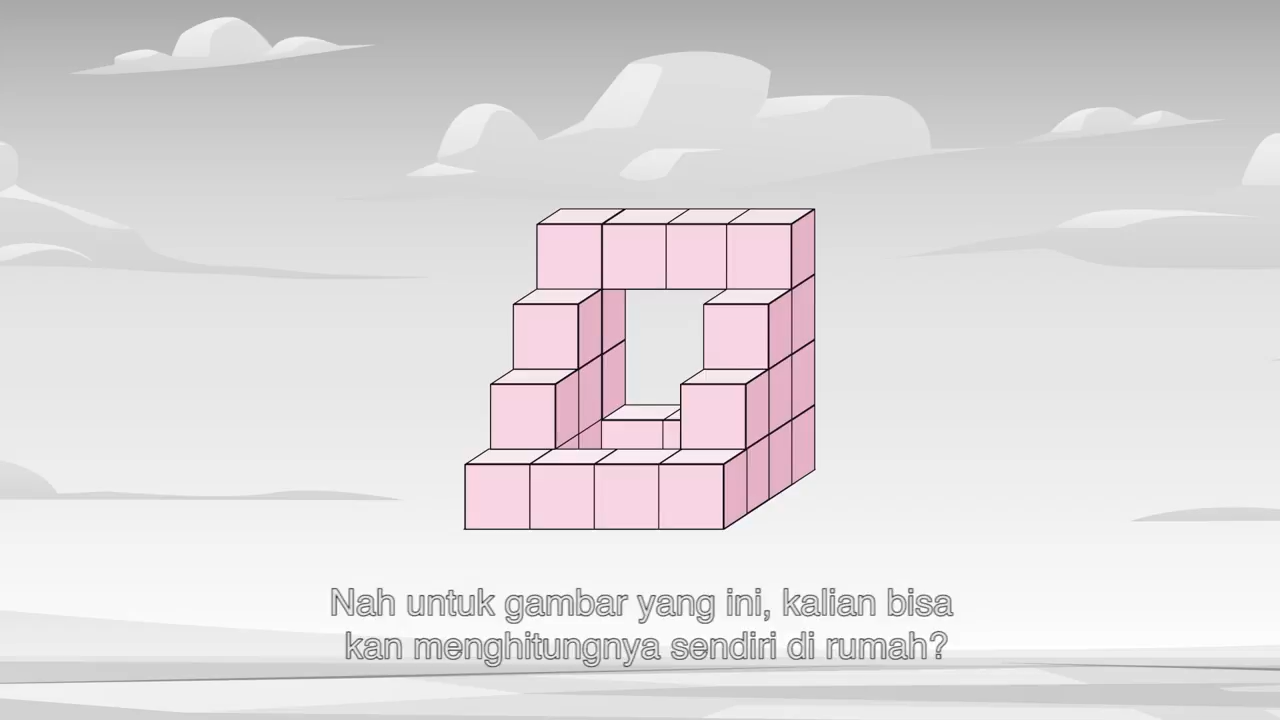 Nah untuk gambar yang ini, kalian bisa
kan menghitungnya sendiri di rumah?